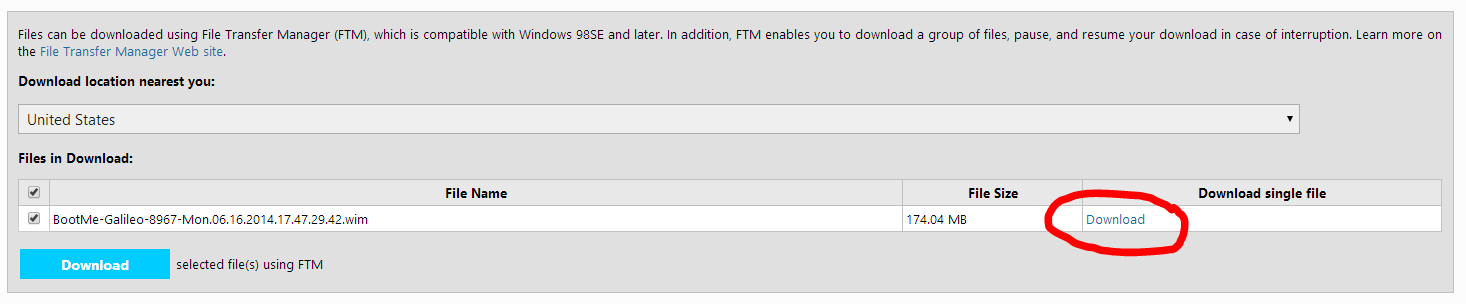 Files can be downloaded using File Transfer Manager (FTM), which is compatible with Windows 98SE and later. In addition, FTM enables you to download a group of files, pause, and resume your download in case of interruption. Learn more on
the File Transfer Manager Web site.
Download location nearest you:
United States
Files in Download:
File Name File Size Download single file
BootMe-Galileo-8967-Mon.06.16.2014.17.47.29.42.wim 174.04 MB Download
Download selected file(s) using FTM